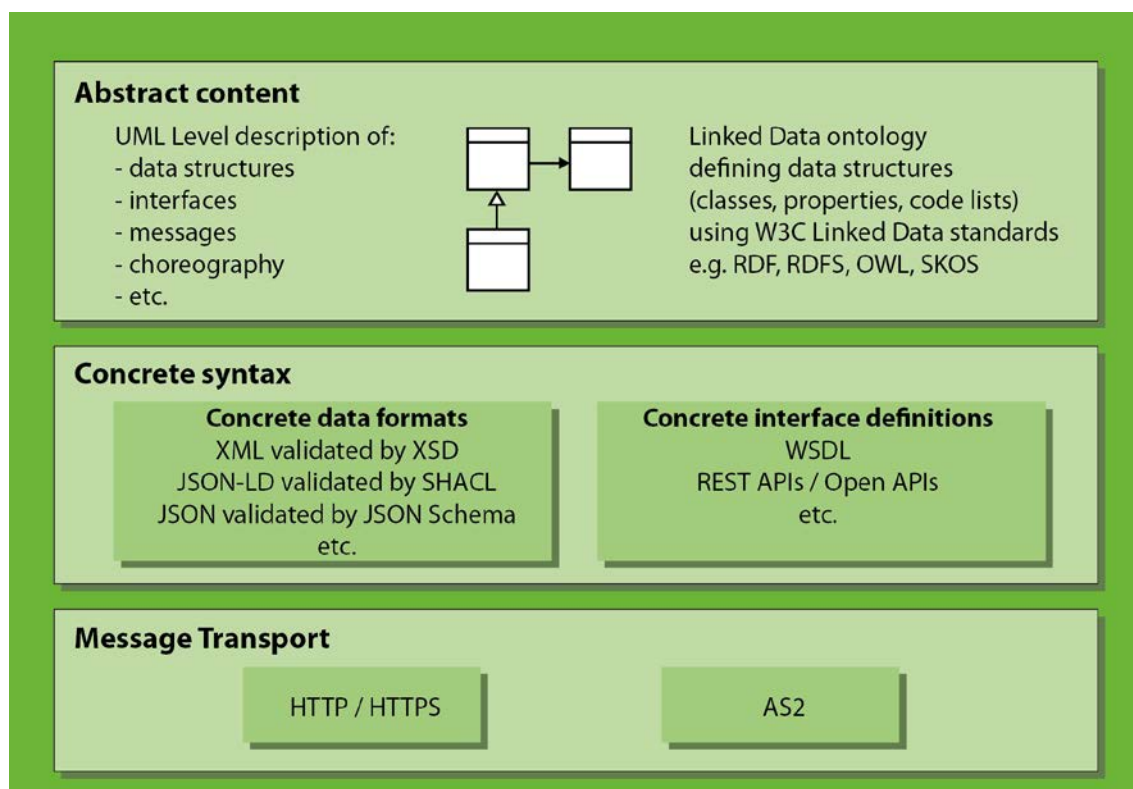 Abstract content
UML Level description of:
- data structures
- interfaces
- messages
- choreography
- etc.
Linked Data ontology
defining data structures
(classes, properties, code lists)
using W3C Linked Data standards
e.g. RDF, RDFS, OWL, SKOS
Concrete syntax
Concrete data formats
XML validated by XSD
JSON-LD validated by SHACL
JSON validated by JSON Schema
etc.
Concrete interface definitions
WSDL
REST APIs / Open APIs
etc.
Message Transport
HTTP / HTTPS
AS2